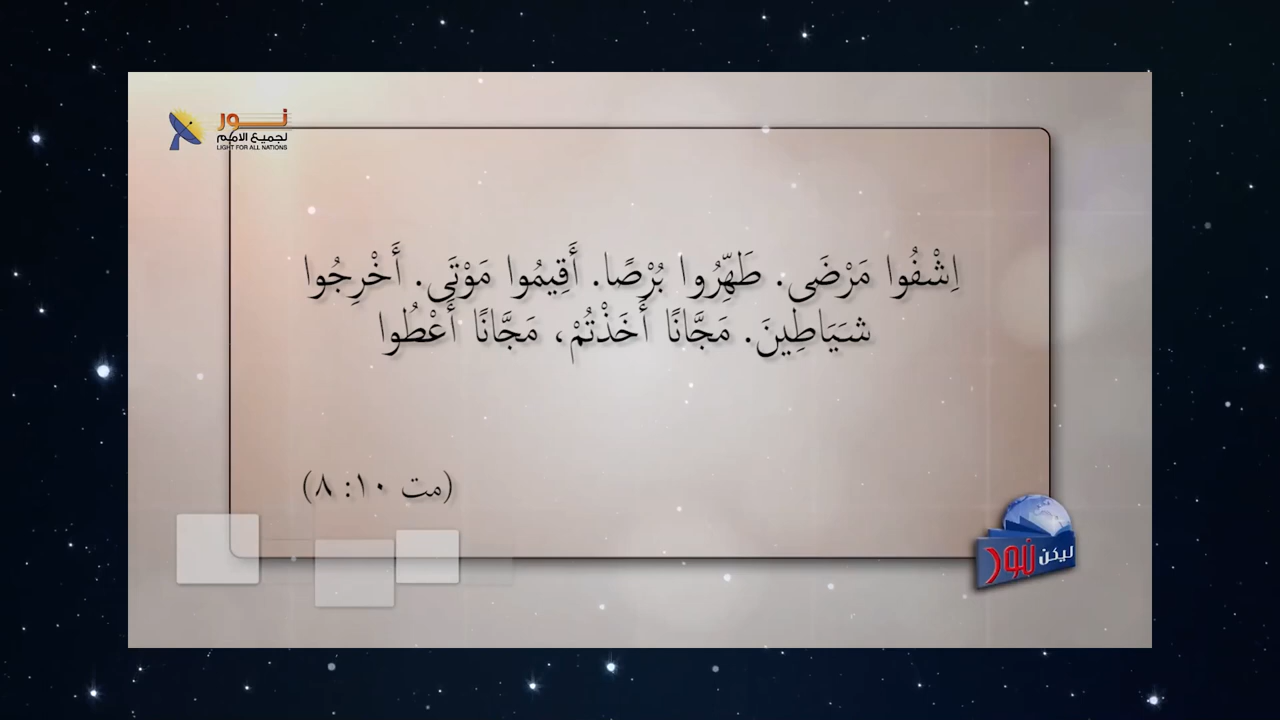 نور
لجميع الامم
LIGHT FOR ALL NATIONS
اِشْفُوا مَرْضَى. طَهِّرُوا بُرْصًا. أَقِيمُوا مَوْتَى. أَخْرِجُوا
شَيَاطِينَ. مَجَّانًا أَخَذْتُمْ، مَجَّانًا أَعْطُوا
(مت ١٠: ٨)
ليكن نور